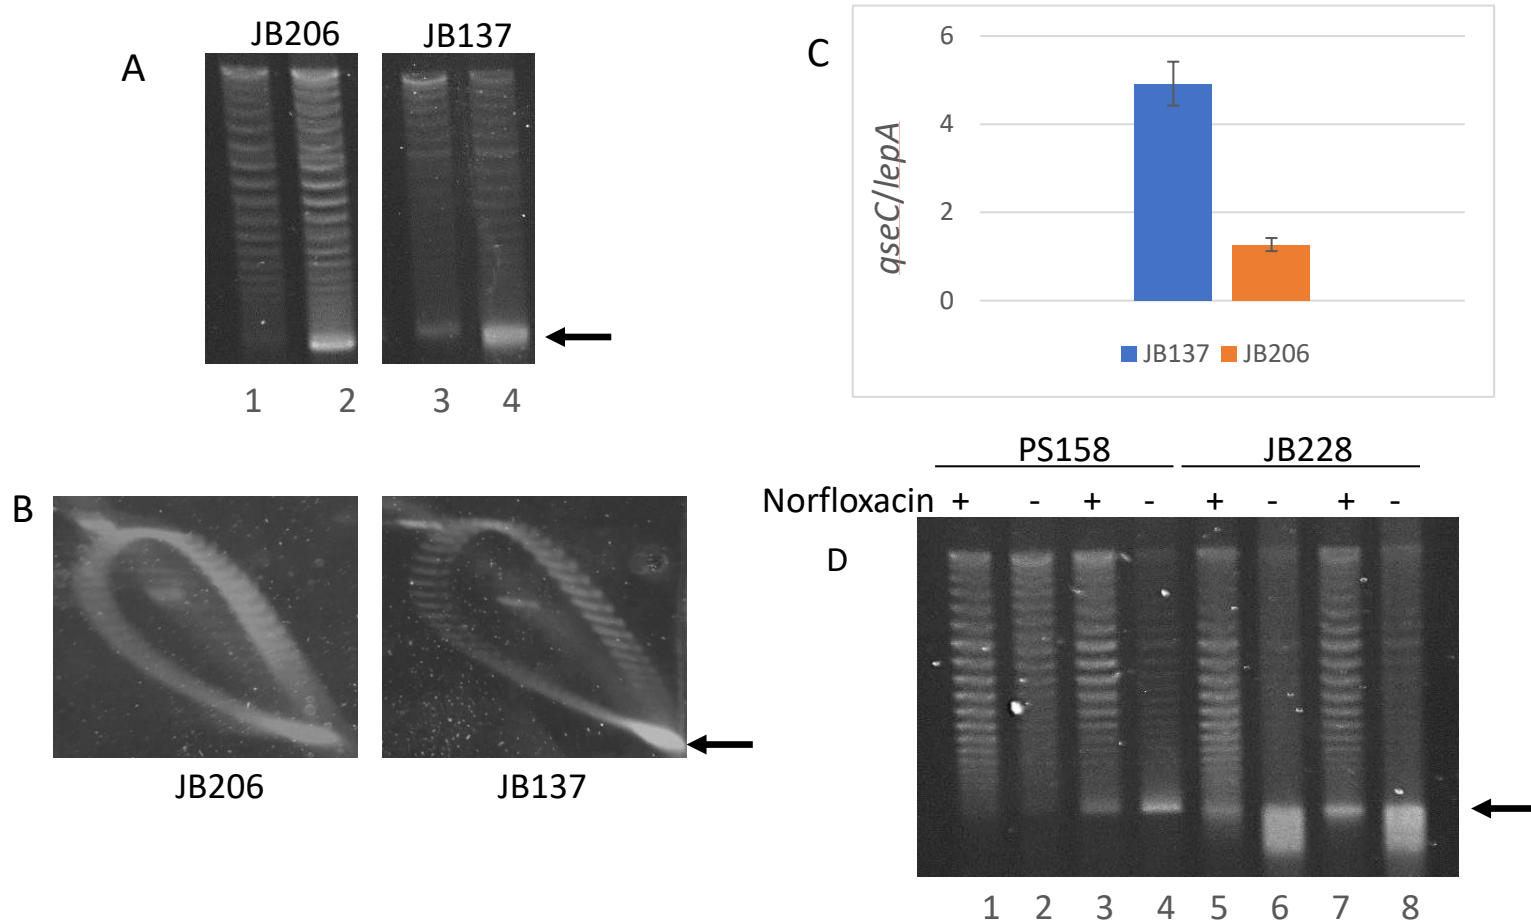 A
JB206 JB137
1 2 3 4
B
JB206 JB137
C
6
4
2
0
qseC/lepA
JB137 JB206
PS158 JB228
Norfloxacin + - + - + - + -
D
1 2 3 4 5 6 7 8